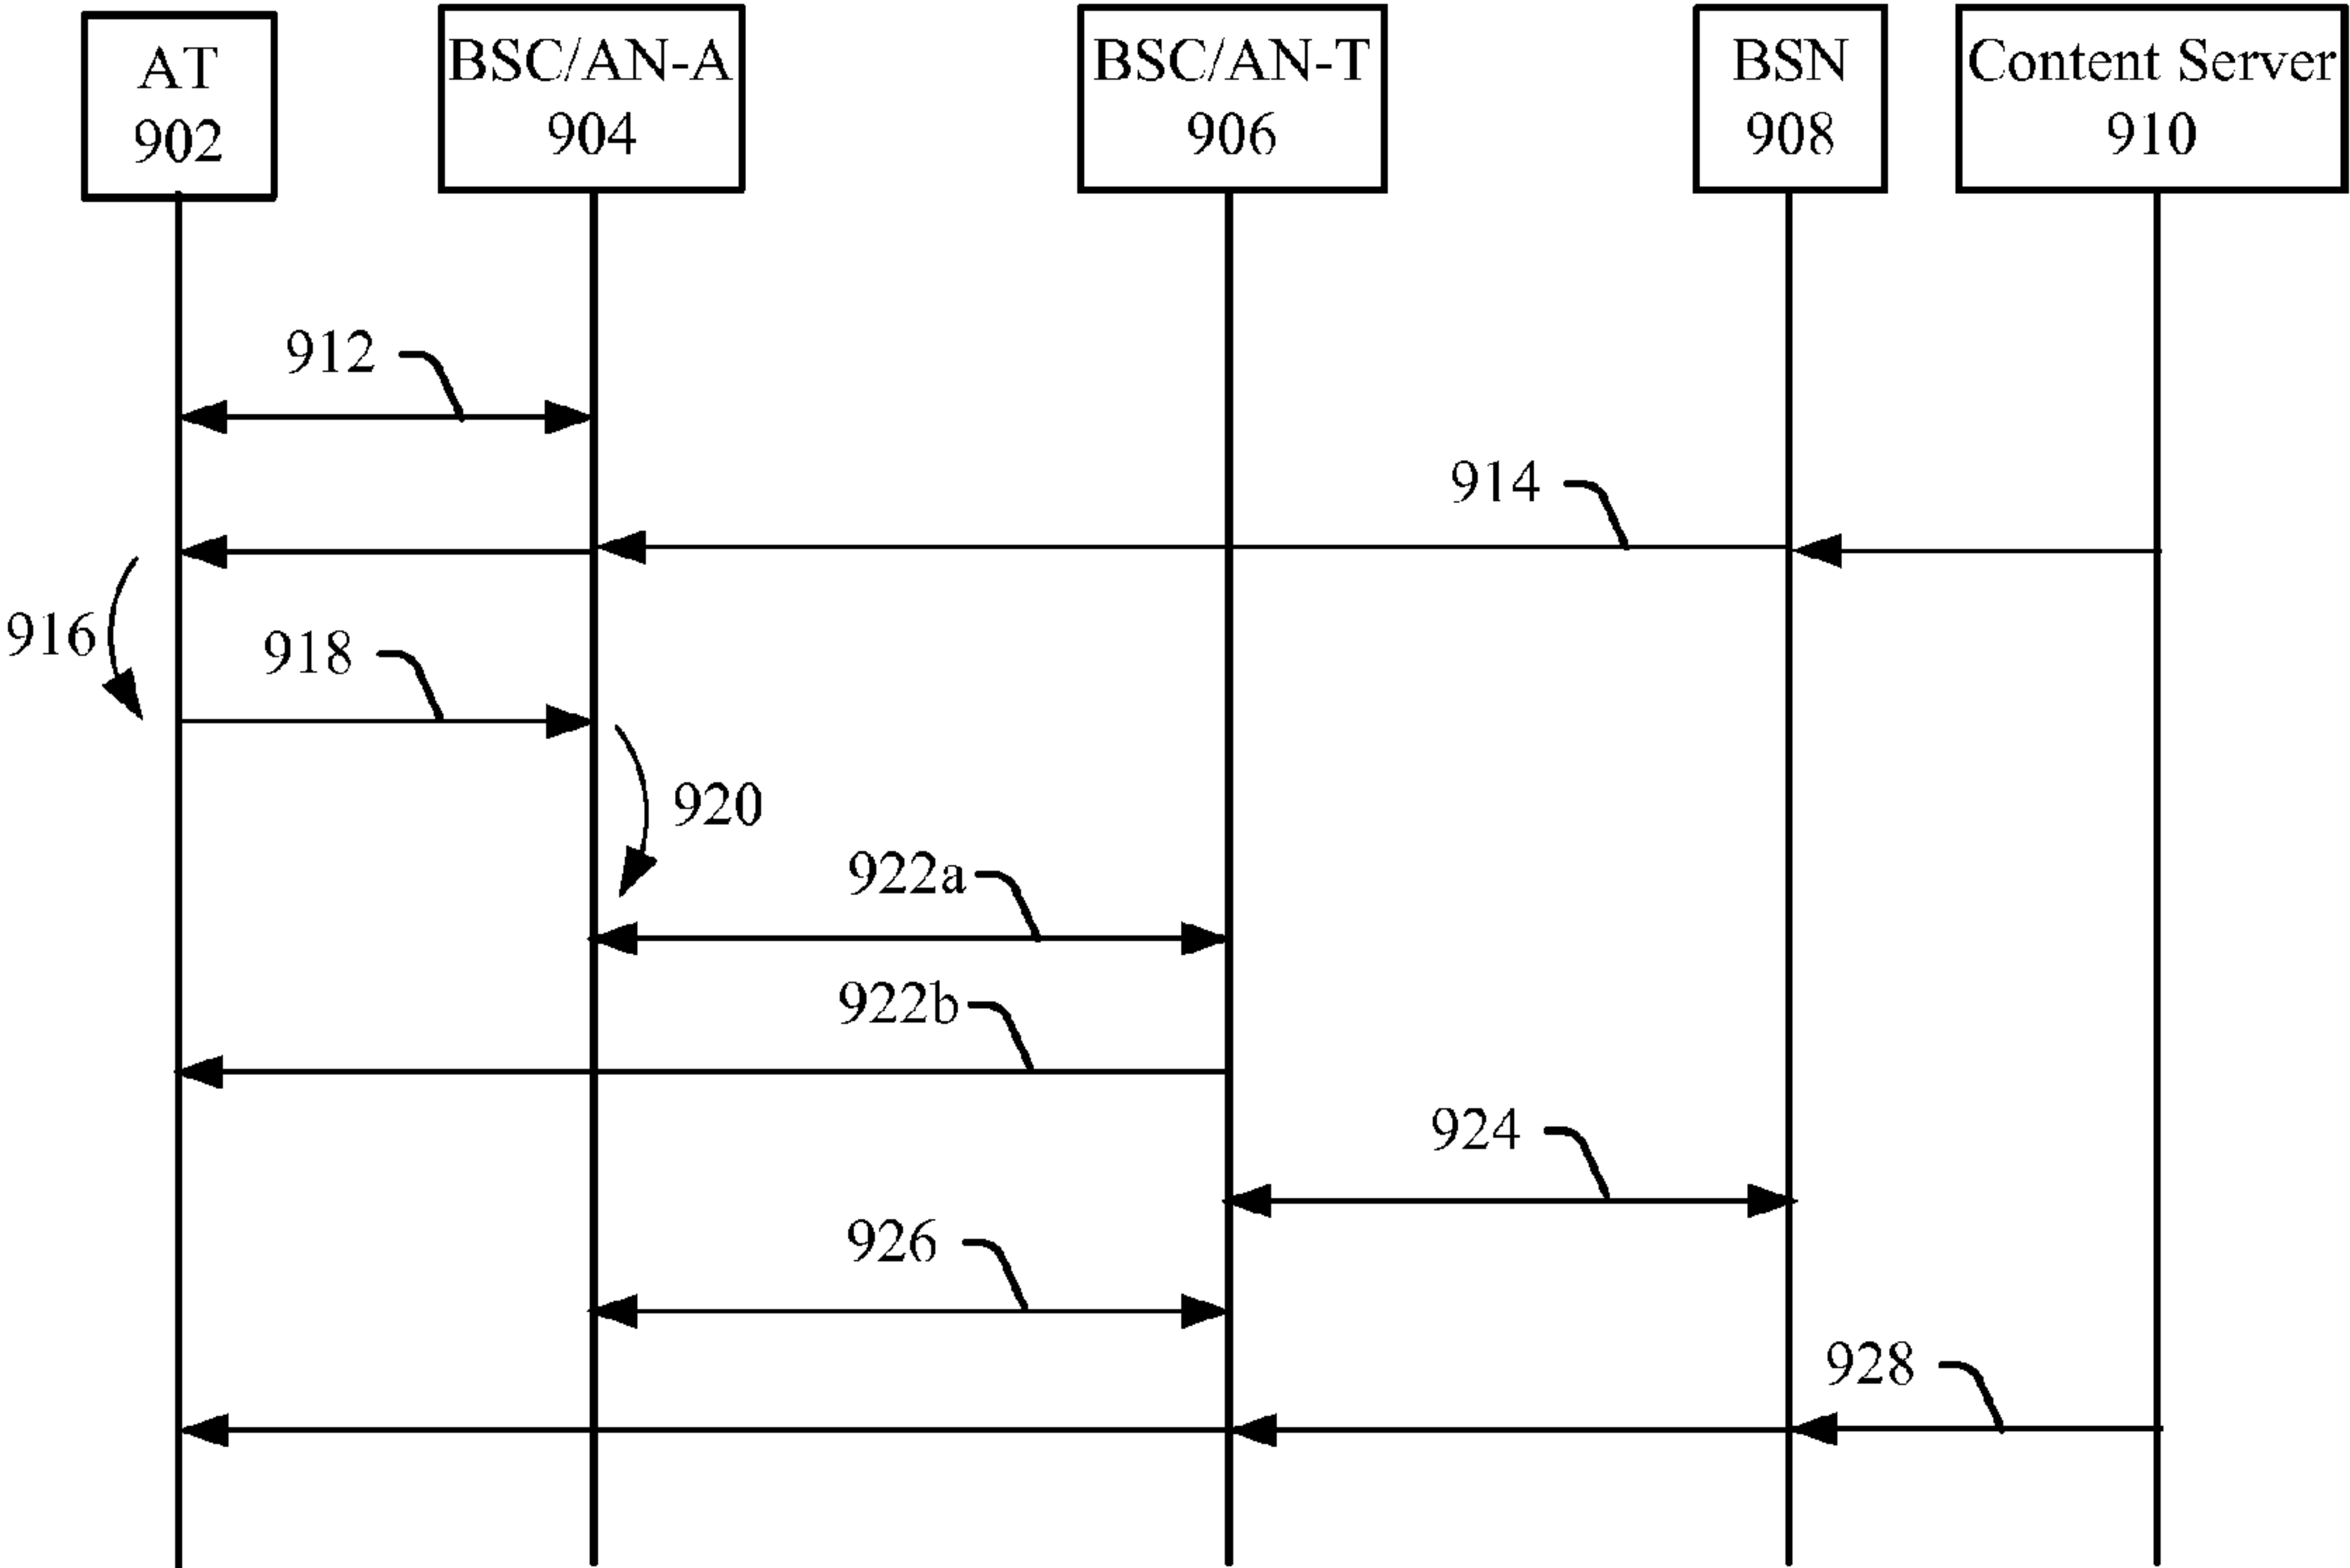 AT
902
BSC/AN-A
904
BSC/AN-T
906
BSN
908
Content Server
910
912
914
916
918
920
922a
922b
924
926
928